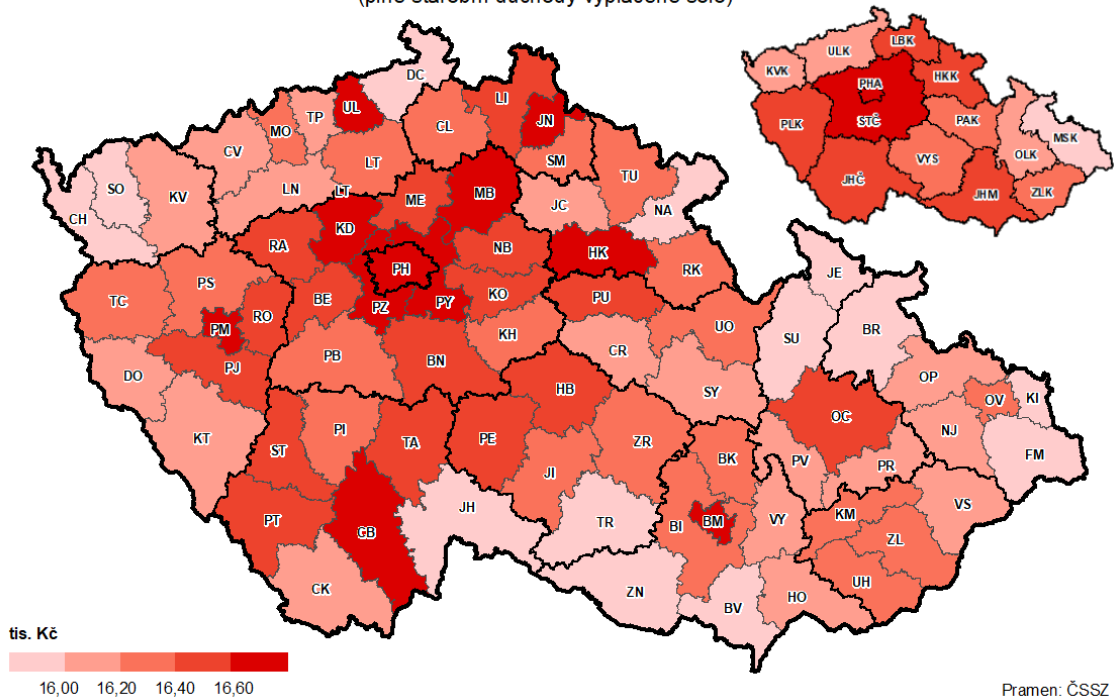 (plné starobní důchody vyplácené sólo)
DC
LI
UL
JN
TP
MO
CL
CV
LT
SM
TU
SO
KV
LN
LT
ME
MB
JC
NA
CH
KD
RA
NB
HK
PH
RK
TC
PS
RO
BE
PZ
PY
KO
PU
PM
UO
JE
DO
PJ
PB
BN
KH
CR
SU
BR
KT
HB
SY
OP
KI
OV
ST
PI
TA
PE
ZR
OC
NJ
FM
JI
BK
PV
PR
PT
GB
JH
TR
BI
BM
VY
KM
VS
ZL
CK
ZN
BV
HO
UH
ULK
LBK
KVK
HKK
PHA
PLK
STČ
PAK
MSK
VYS
OLK
JHČ
JHM
ZLK
tis. Kč
16,00 16,20 16,40 16,60
Pramen: ČSSZ